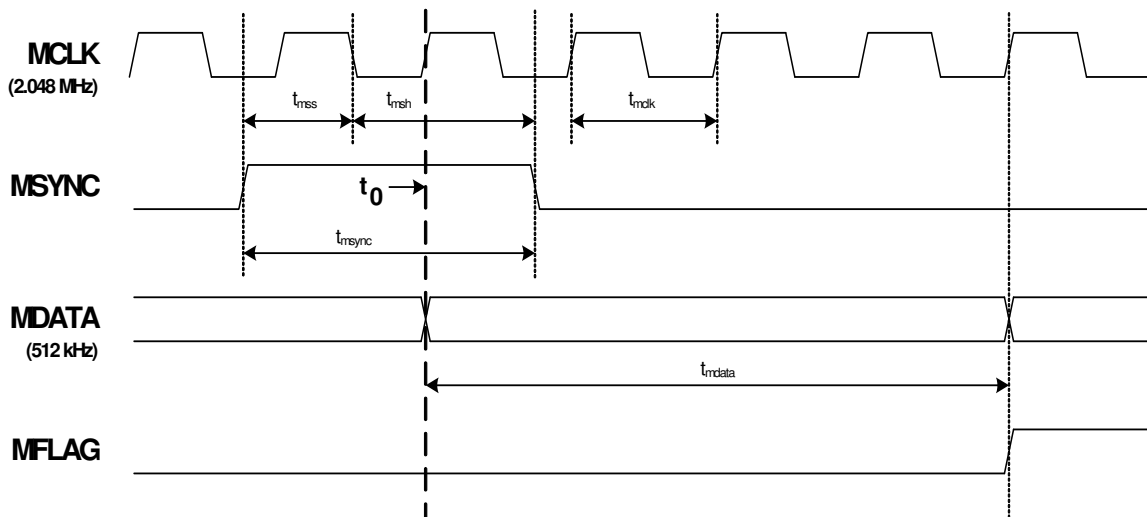 MCLK
(2.048 MHz)
tmss
tmsh
tmclk
MSYNC
t0
tmsync
MDATA
(512 kHz)
tmdata
MFLAG